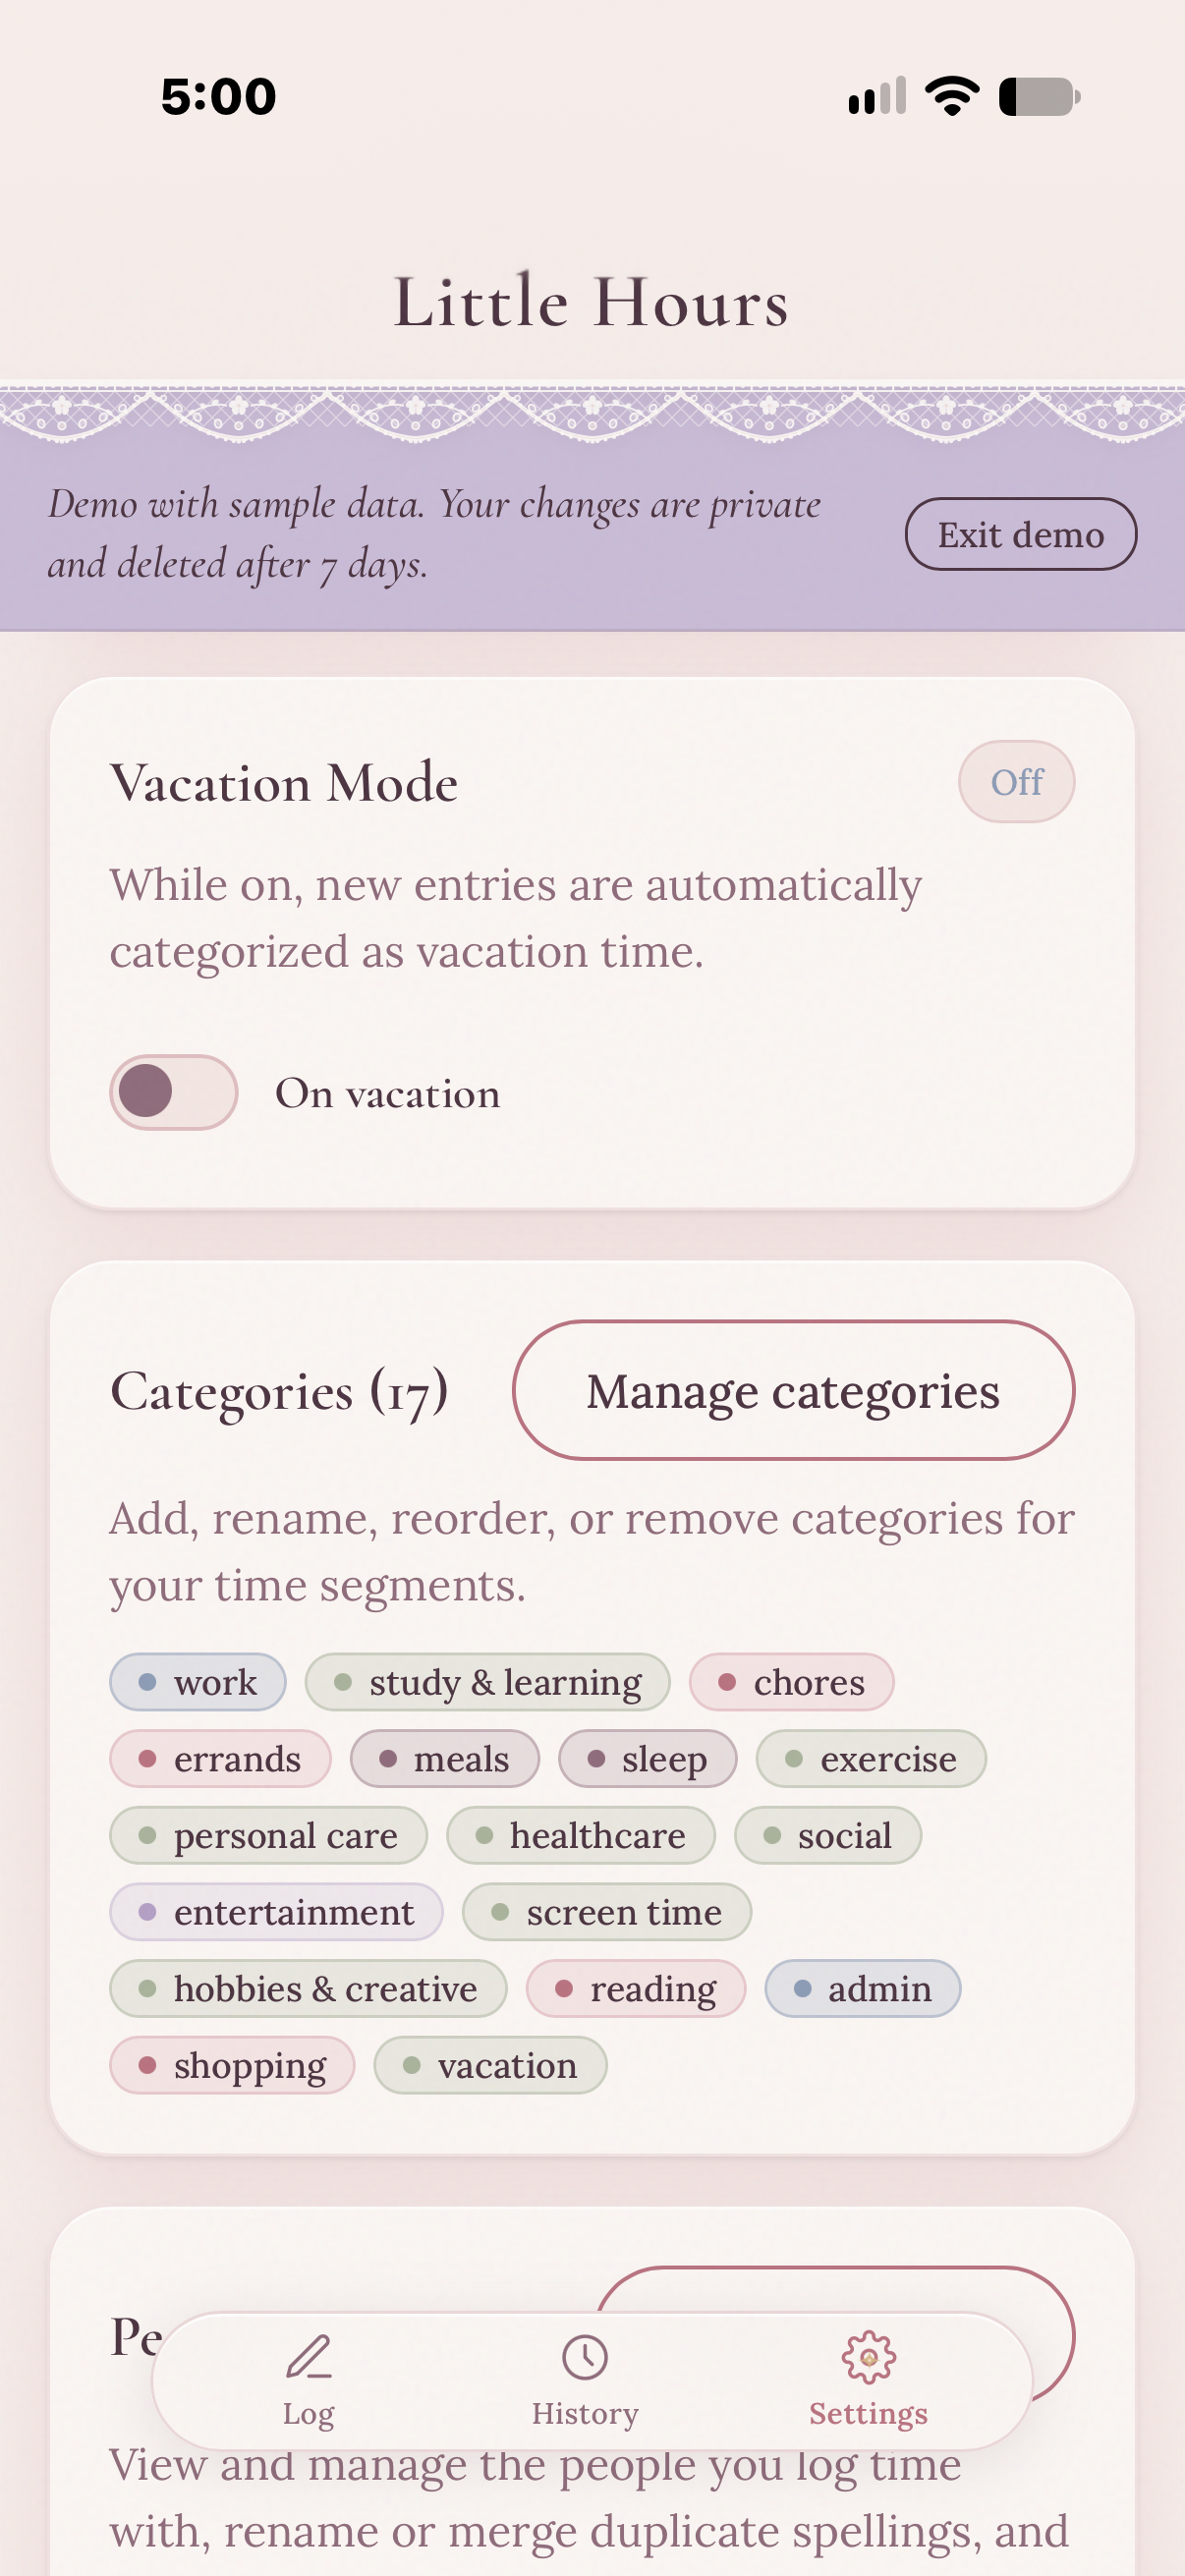 5:00
Little Hours
Demo with sample data. Your changes are private
and deleted after 7 days.
Exit demo
Vacation Mode
Off
While on, new entries are automatically
categorized as vacation time.
On vacation
Categories (17)
Manage categories
Add, rename, reorder, or remove categories for
your time segments.
work study & learning chores
errands meals sleep exercise
personal care healthcare social
entertainment screen time
hobbies & creative reading admin
shopping vacation
Log History Settings
View and manage the people you log time
with, rename or merge duplicate spellings, and